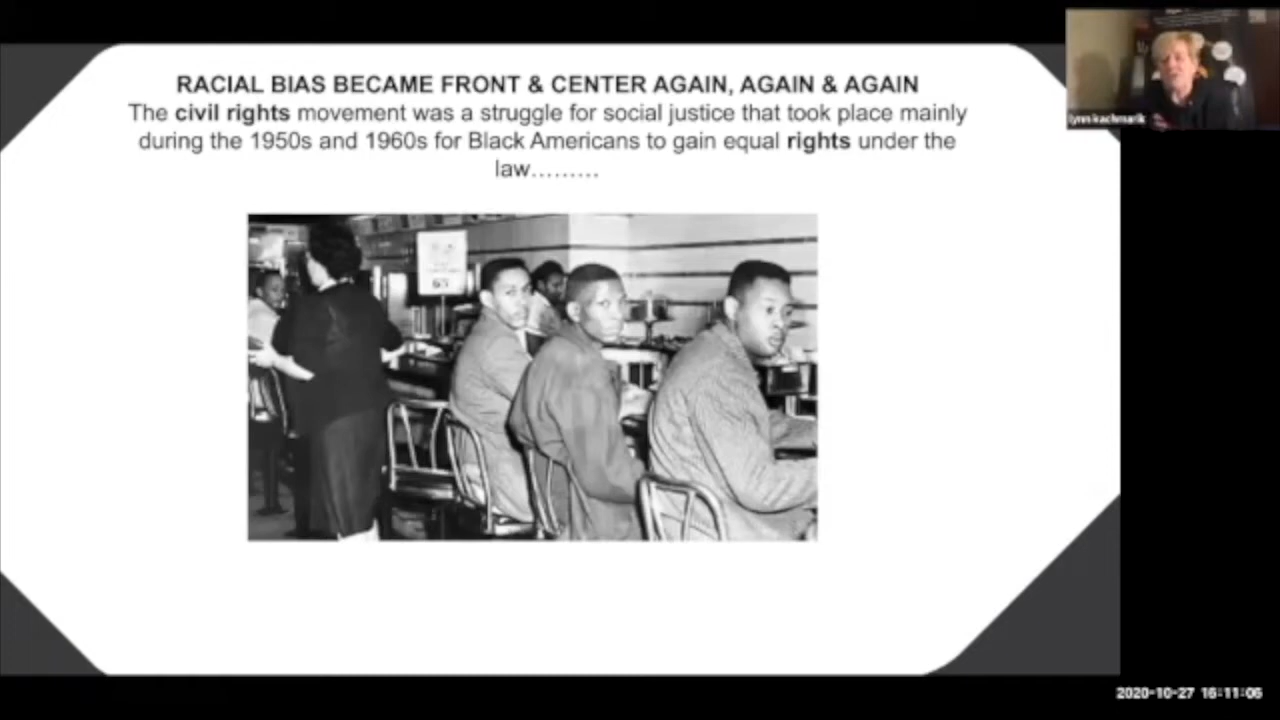 RACIAL BIAS BECAME FRONT & CENTER AGAIN, AGAIN & AGAIN
The civil rights movement was a struggle for social justice that took place mainly
during the 1950s and 1960s for Black Americans to gain equal rights under the
law.........
lynn kachmarik
2020-10-27 16:11:06